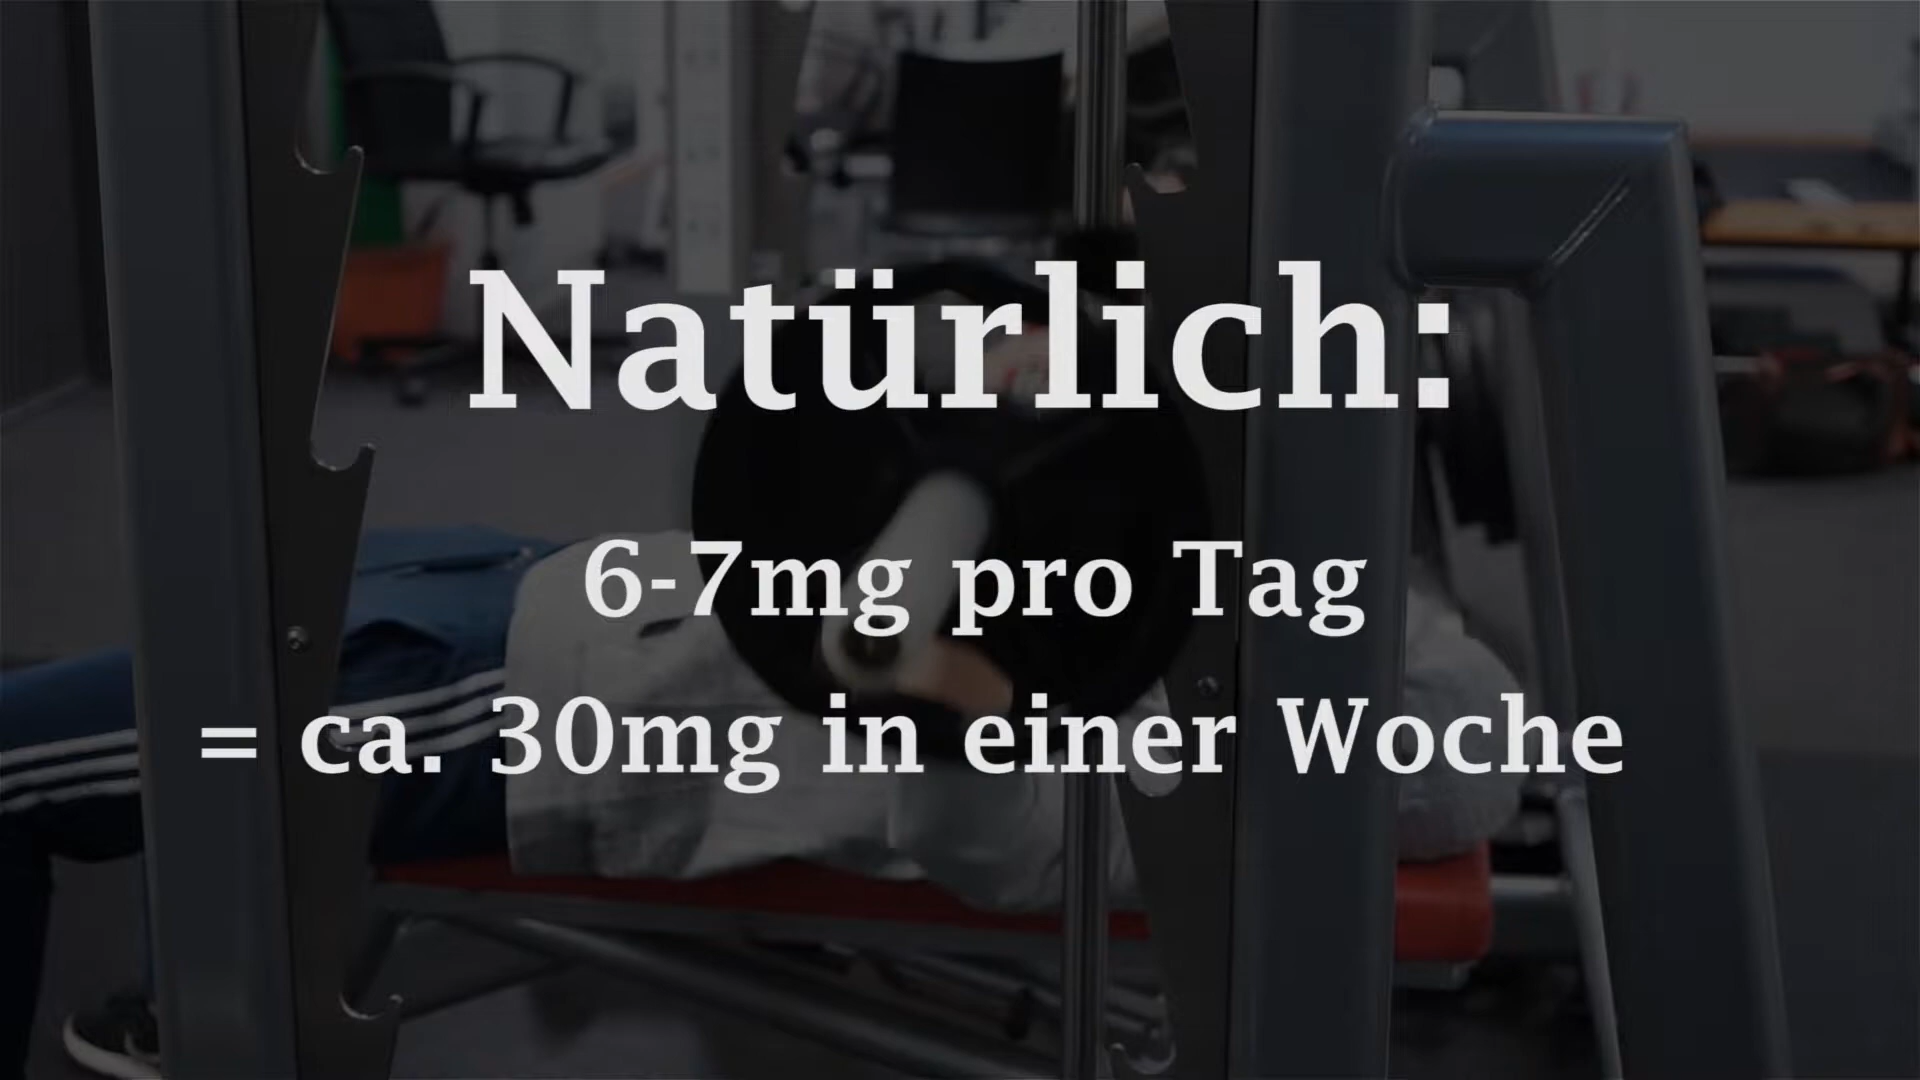 Natürlich:
6-7mg pro Tag
= ca. 30mg in einer Woche